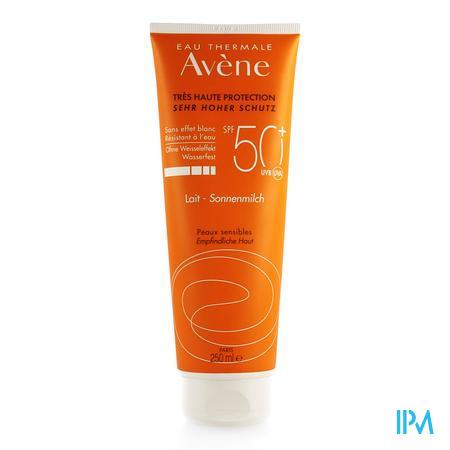 EAU THERMALE
Avène
TRÈS HAUTE PROTECTION
SEHR HOHER SCHUTZ
Sans effet blanc
Résistant à l'eau
Ohne Weisseleffekt
Wasserfest
SPF 50+
UVB UVA
Lait - Sonnenmilch
Peaux sensibles
Empfindliche Haut
PARIS
250 ml e
IPM